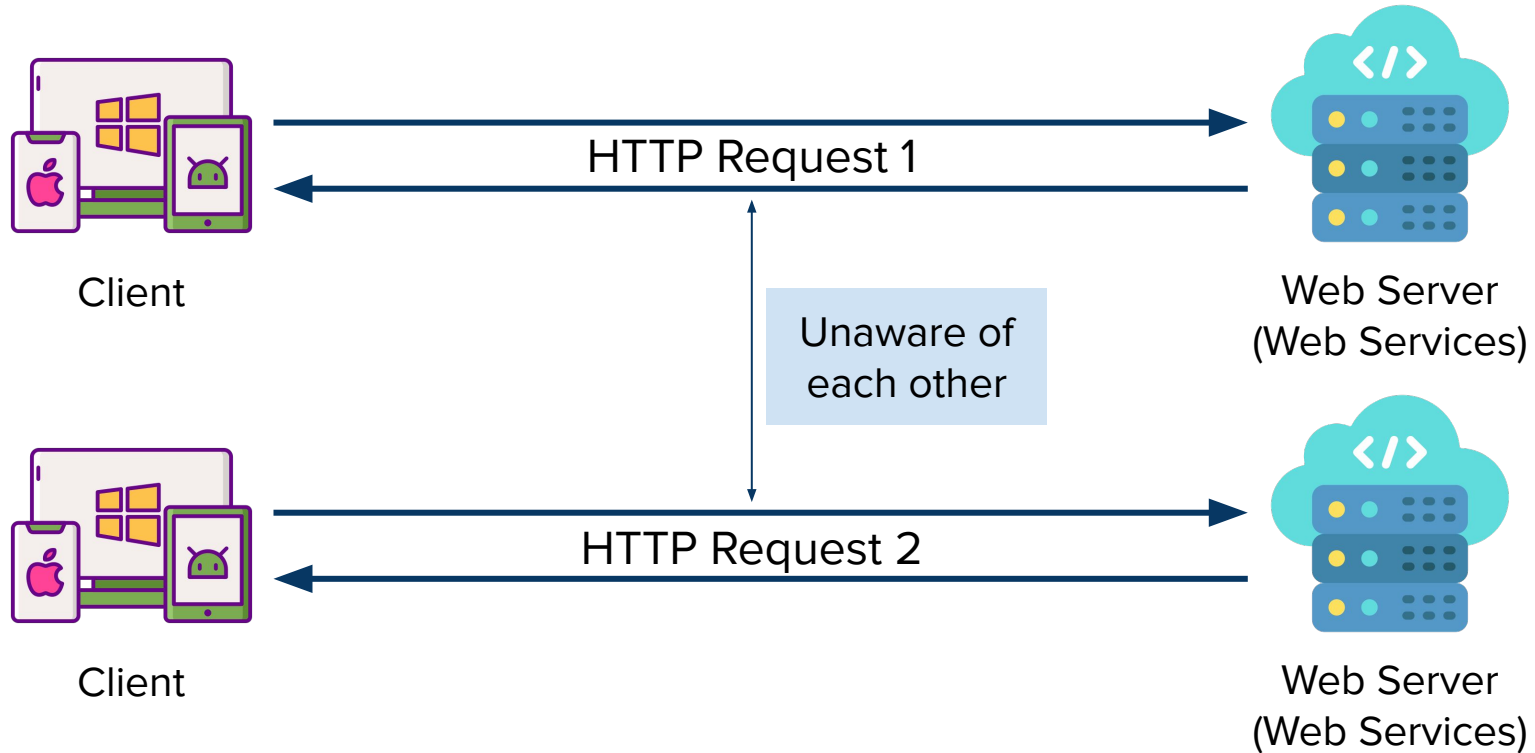 </>
HTTP Request 1
Client
Web Server
(Web Services)
Unaware of
each other
</>
HTTP Request 2
Client
Web Server
(Web Services)